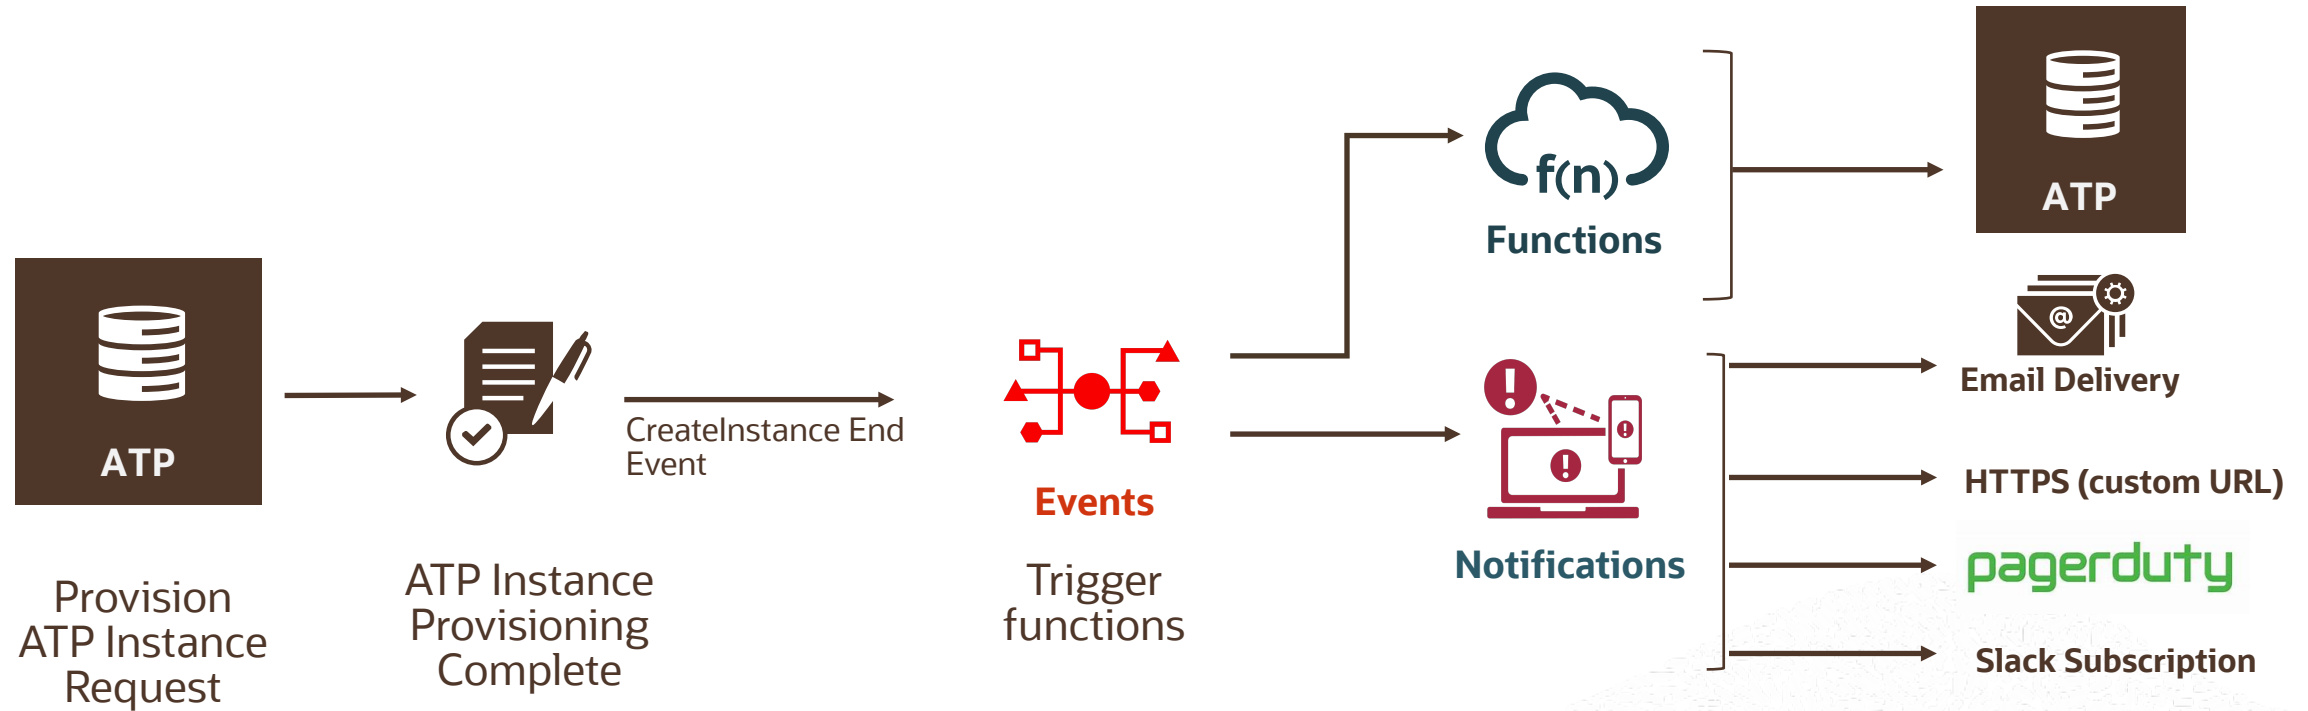 ATP
Provision
ATP Instance
Request
ATP Instance
Provisioning
Complete
CreateInstance End
Event
Events
Trigger
functions
f(n)
Functions
Notifications
ATP
@
Email Delivery
HTTPS (custom URL)
pagerduty
Slack Subscription